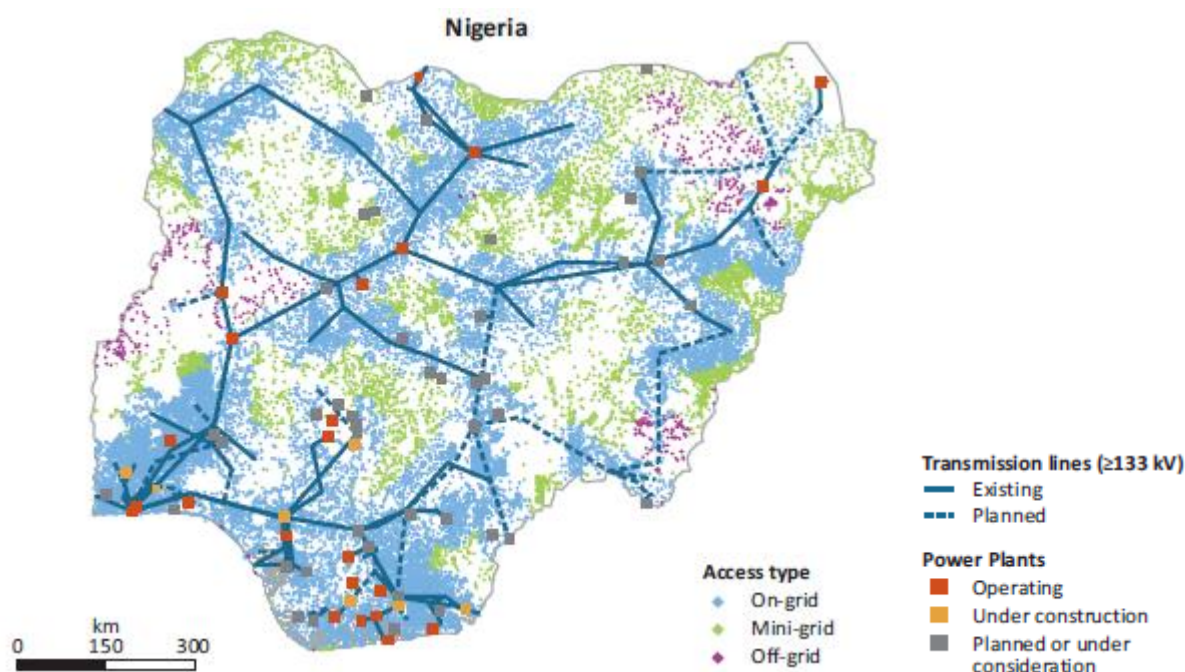 Nigeria
Transmission lines (≥133 kV)
Existing
Planned
Power Plants
Operating
Under construction
Planned or under
consideration
Access type
On-grid
Mini-grid
Off-grid
km
0 150 300